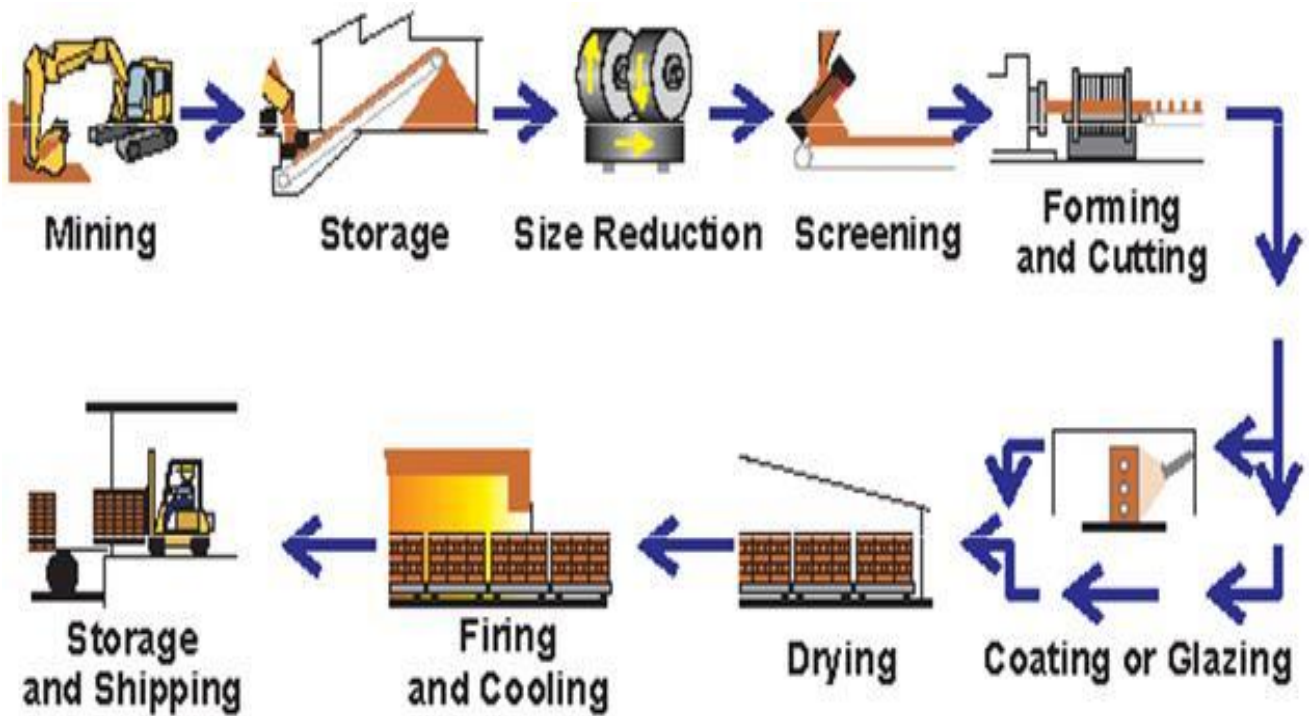 Mining
Storage
Size Reduction
Screening
Forming
and Cutting
Storage
and Shipping
Firing
and Cooling
Drying
Coating or Glazing